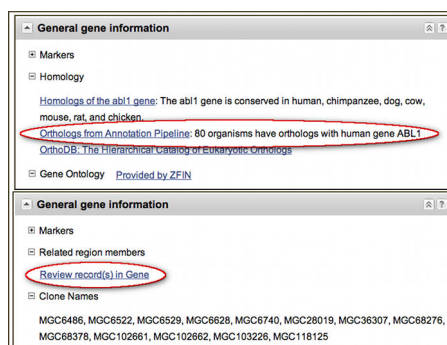 General gene information
Markers
Homology
Homologs of the abl1 gene: The abl1 gene is conserved in human, chimpanzee, dog, cow,
mouse, rat, and chicken.
Orthologs from Annotation Pipeline: 80 organisms have orthologs with human gene ABL1
OrthoDB: The Hierarchical Catalog of Eukaryotic Orthologs
Gene Ontology Provided by ZFIN
General gene information
Markers
Related region members
Review record(s) in Gene
Clone Names
MGC6486, MGC6522, MGC6529, MGC6628, MGC6740, MGC28019, MGC36307, MGC68276,
MGC68378, MGC102661, MGC102662, MGC103226, MGC118125